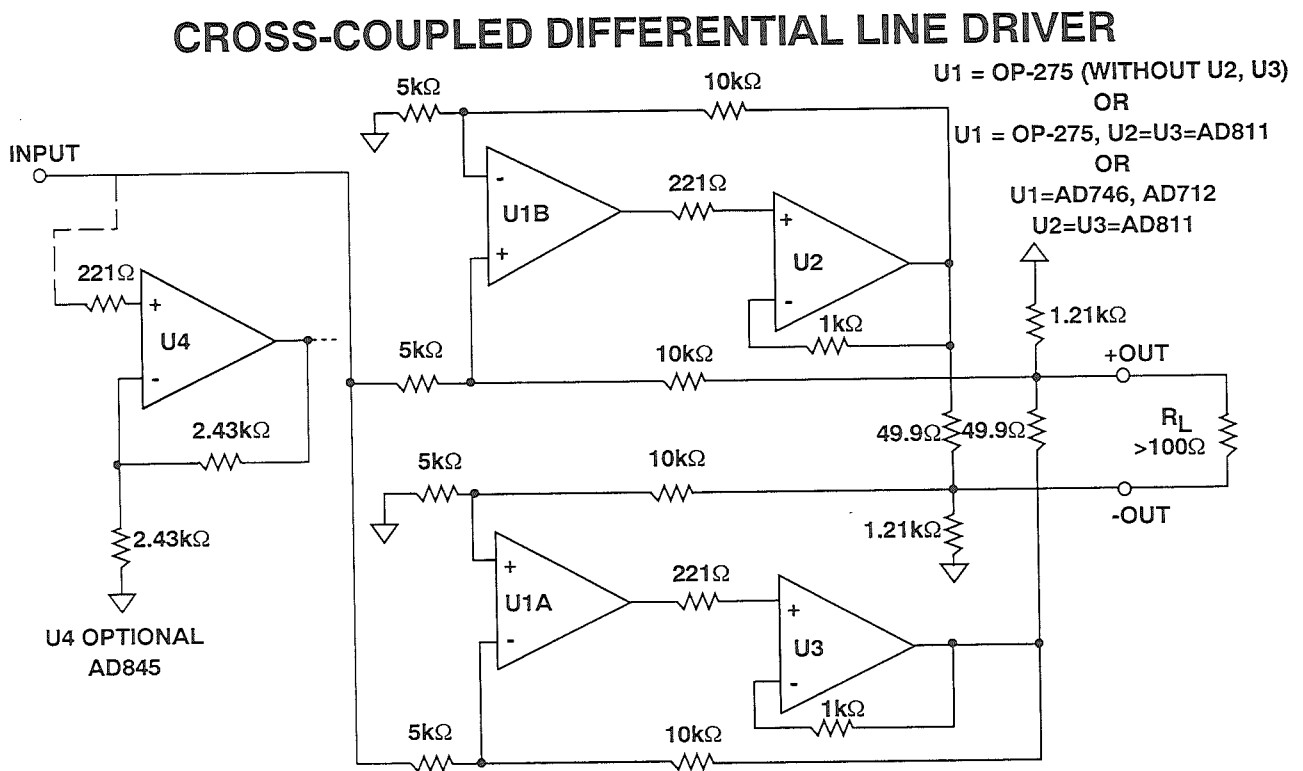 CROSS-COUPLED DIFFERENTIAL LINE DRIVER
5kΩ
10kΩ
U1 = OP-275 (WITHOUT U2, U3)
OR
U1 = OP-275, U2=U3=AD811
OR
U1=AD746, AD712
U2=U3=AD811
INPUT
-
U1B
+
221Ω
+
U2
-
1kΩ
221Ω
+
U4
-
2.43kΩ
2.43kΩ
U4 OPTIONAL
AD845
5kΩ
10kΩ
1.21kΩ
+OUT
49.9Ω
49.9Ω
RL
>100Ω
5kΩ
10kΩ
-OUT
1.21kΩ
+
U1A
-
221Ω
+
U3
-
1kΩ
5kΩ
10kΩ